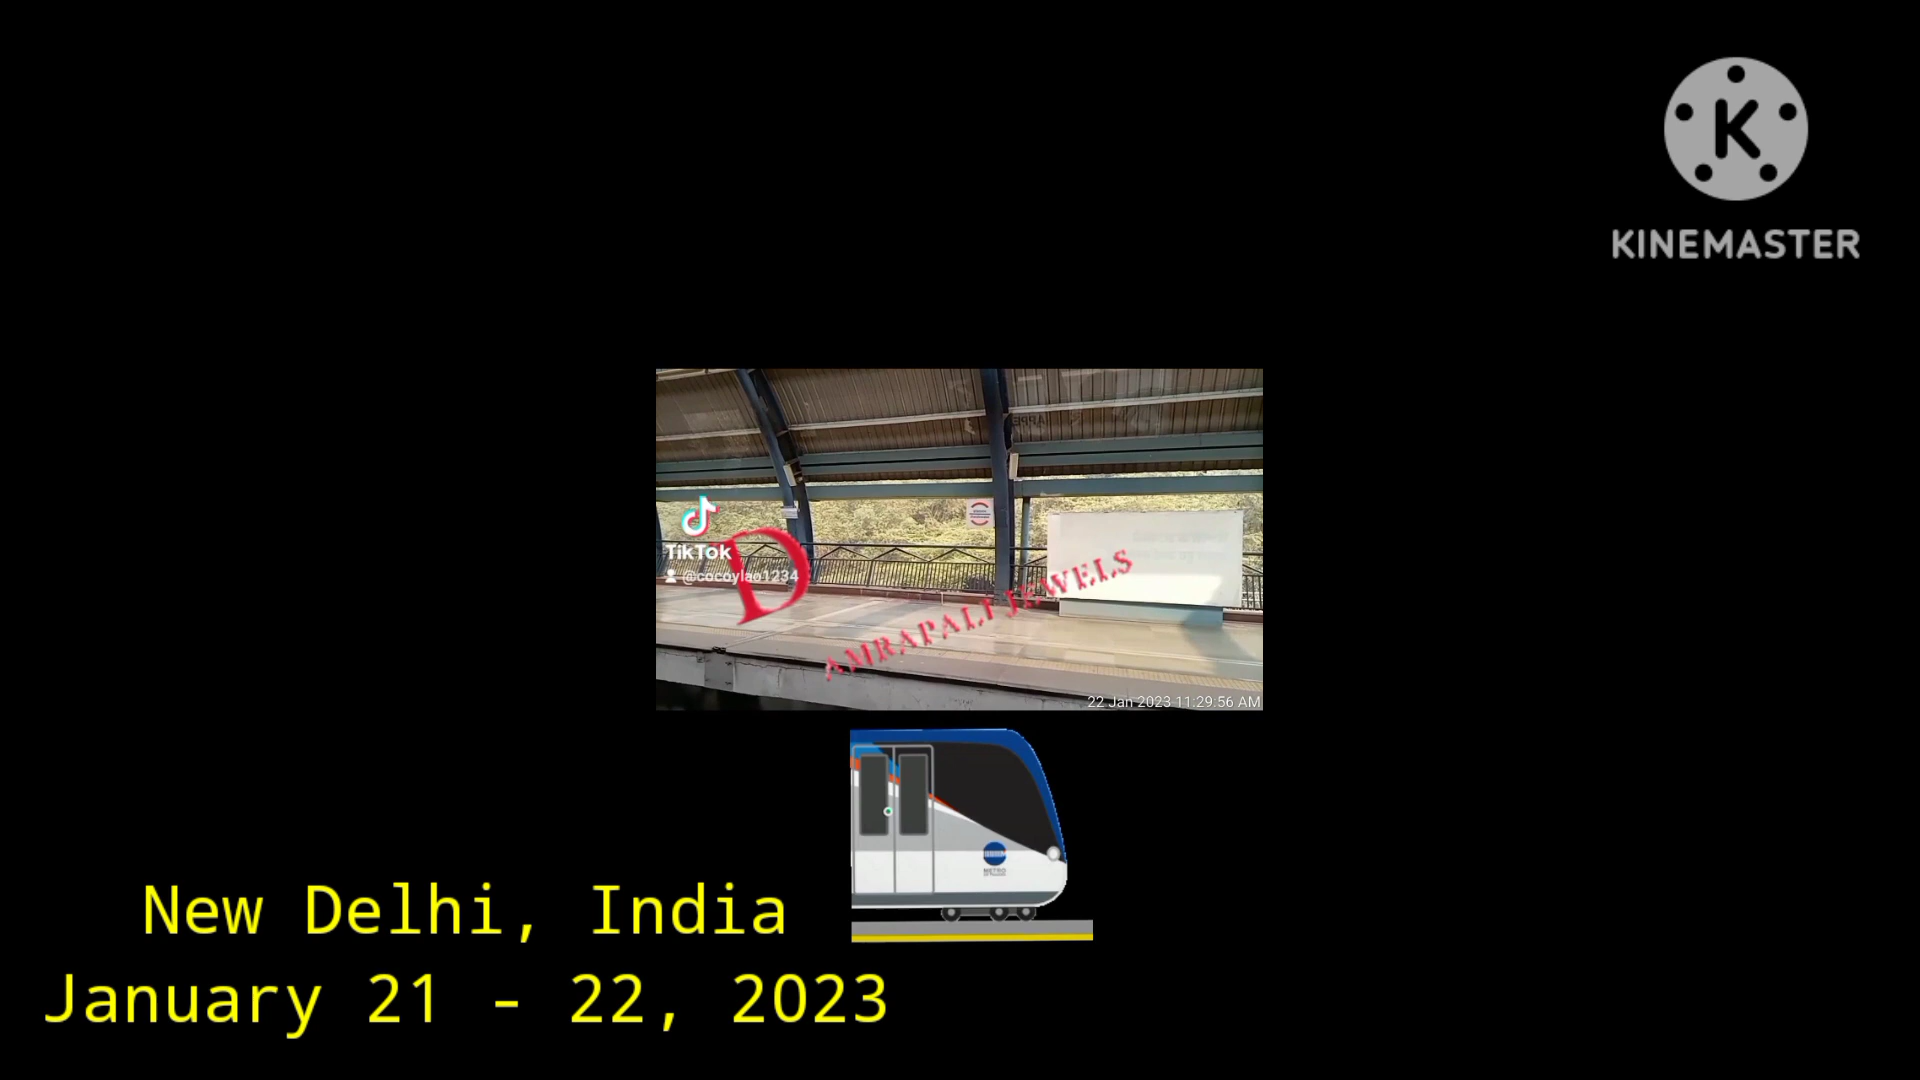 KINEMASTER
TikTok
@cocoylao1234
D
AMRAPALI JEWELS
22 Jan 2023 11:29:56 AM
METRO
New Delhi, India
January 21 - 22, 2023